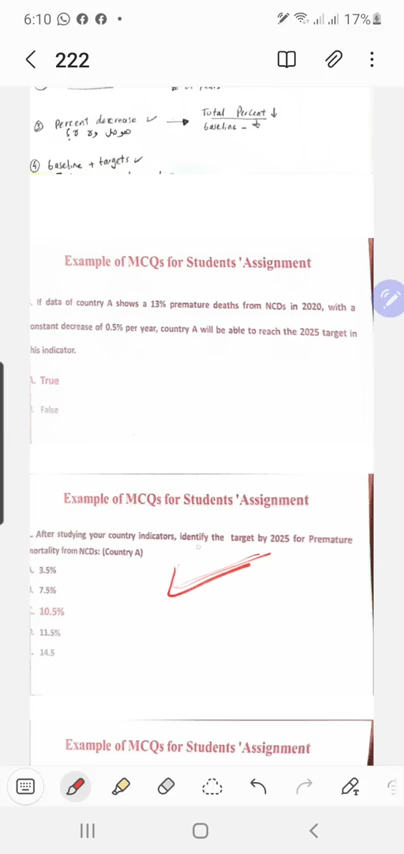 6:10
17%
222
③ Percent decrease ✓ → Total Percent ↓
baseline -
④ baseline + targets ✓
Example of MCQs for Students 'Assignment
. If data of country A shows a 13% premature deaths from NCDs in 2020, with a
onstant decrease of 0.5% per year, country A will be able to reach the 2025 target in
his indicator.
. True
. False
Example of MCQs for Students 'Assignment
. After studying your country indicators, identify the target by 2025 for Premature
ortality from NCDs: (Country A)
. 3.5%
. 7.5%
. 10.5%
. 11.5%
. 14.5
Example of MCQs for Students 'Assignment